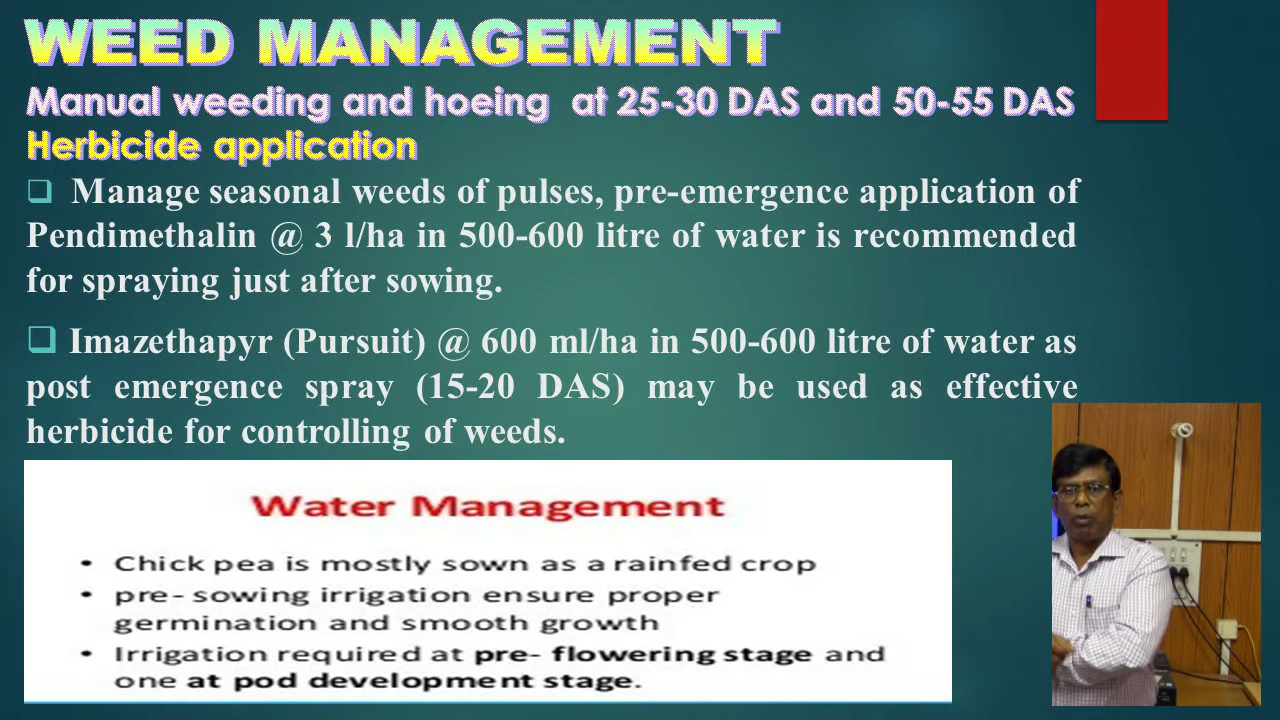 WEED MANAGEMENT
Manual weeding and hoeing at 25-30 DAS and 50-55 DAS
Herbicide application
Manage seasonal weeds of pulses, pre-emergence application of
Pendimethalin @ 3 l/ha in 500-600 litre of water is recommended
for spraying just after sowing.
Imazethapyr (Pursuit) @ 600 ml/ha in 500-600 litre of water as
post emergence spray (15-20 DAS) may be used as effective
herbicide for controlling of weeds.
Water Management
• Chick pea is mostly sown as a rainfed crop
• pre- sowing irrigation ensure proper
germination and smooth growth
• Irrigation required at pre- flowering stage and
one at pod development stage.